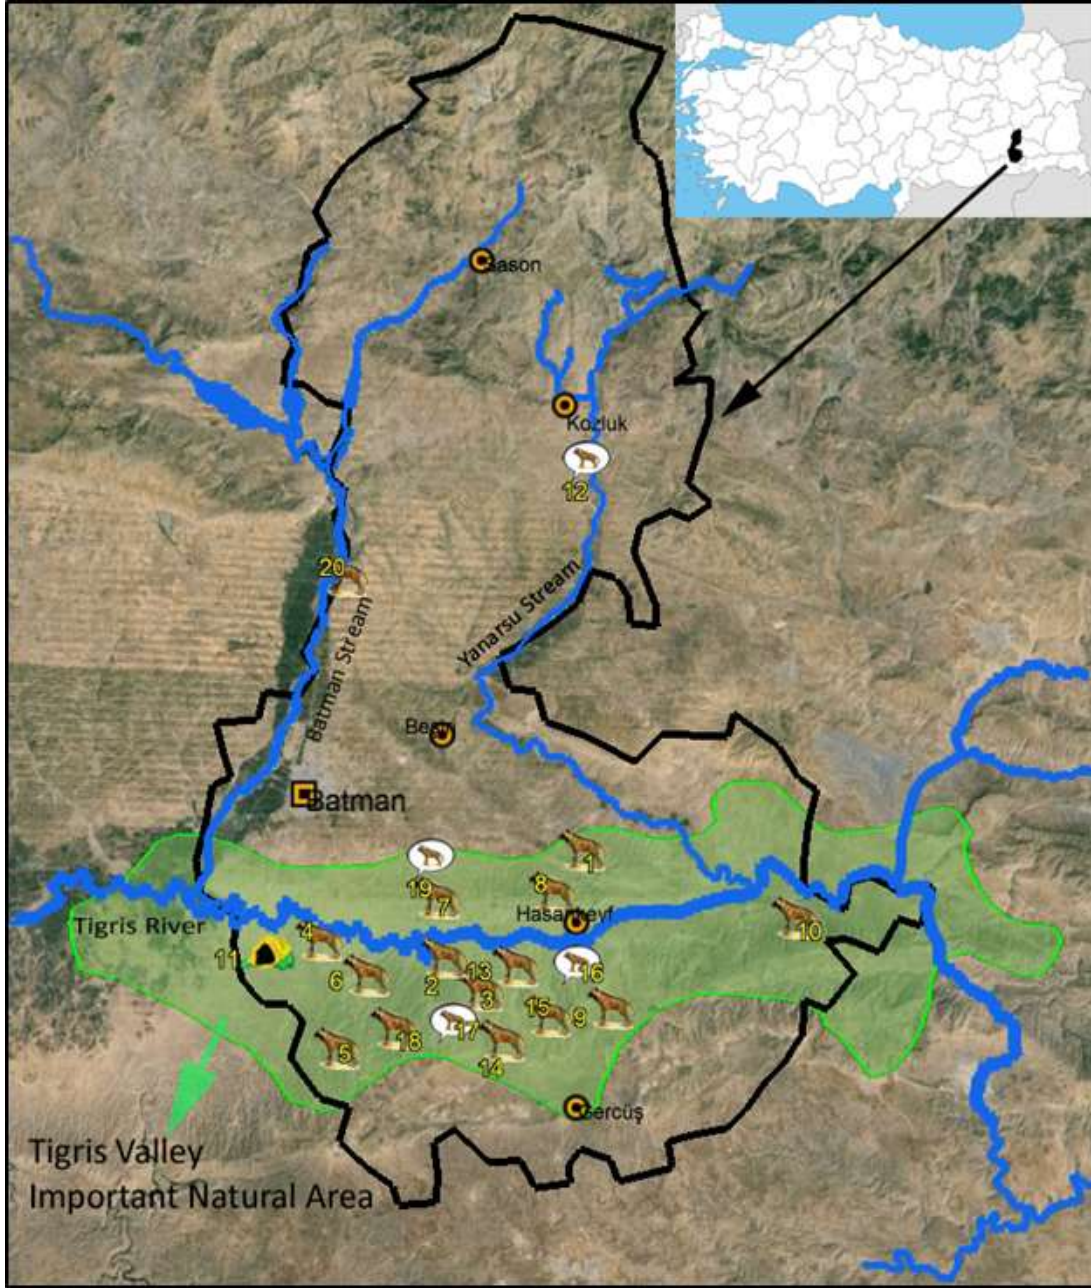 Sason
Kozluk
12
20
Yanarsu Stream
Batman Stream
Beşiri
Batman
1
19
7
8
Hasankeyf
Tigris River
10
4
11
6
2
13
3
16
15
9
17
18
5
14
Gercüş
Tigris Valley
Important Natural Area